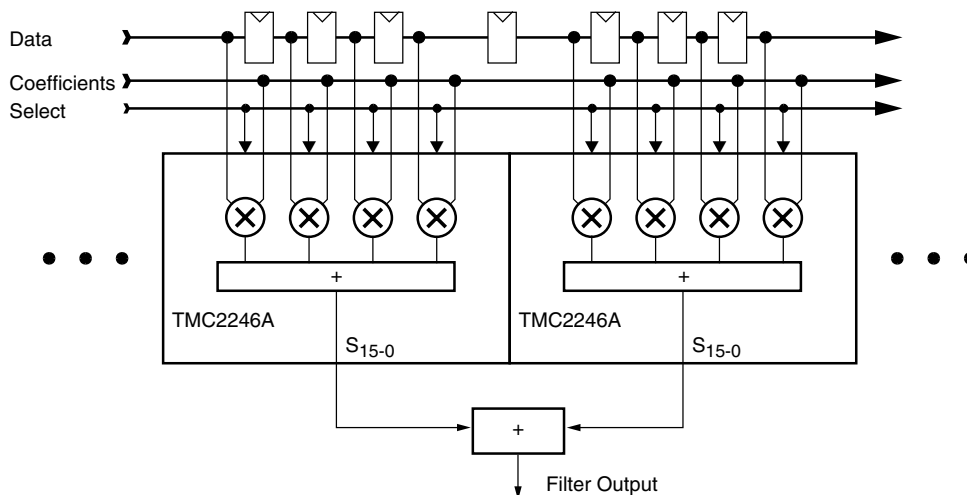 Data
Coefficients
Select
+
+
TMC2246A
TMC2246A
S15-0
S15-0
+
Filter Output